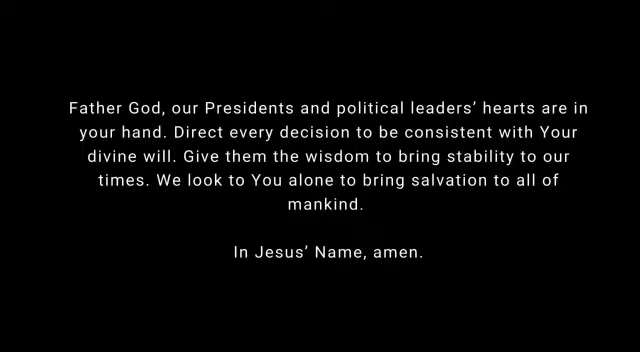 Father God, our Presidents and political leaders’ hearts are in
your hand. Direct every decision to be consistent with Your
divine will. Give them the wisdom to bring stability to our
times. We look to You alone to bring salvation to all of
mankind.
In Jesus’ Name, amen.